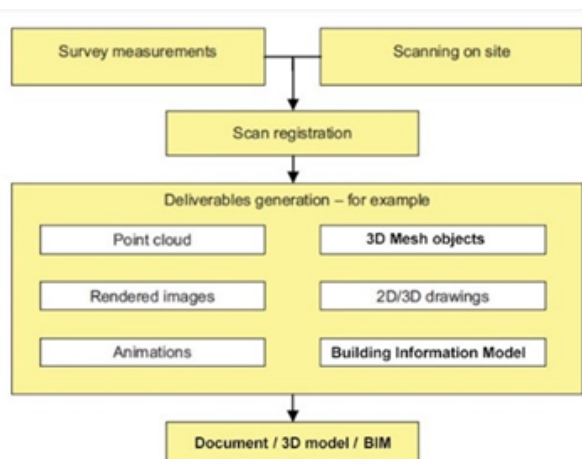 Survey measurements
Scanning on site
Scan registration
Deliverables generation – for example
Point cloud
3D Mesh objects
Rendered images
2D/3D drawings
Animations
Building Information Model
Document / 3D model / BIM